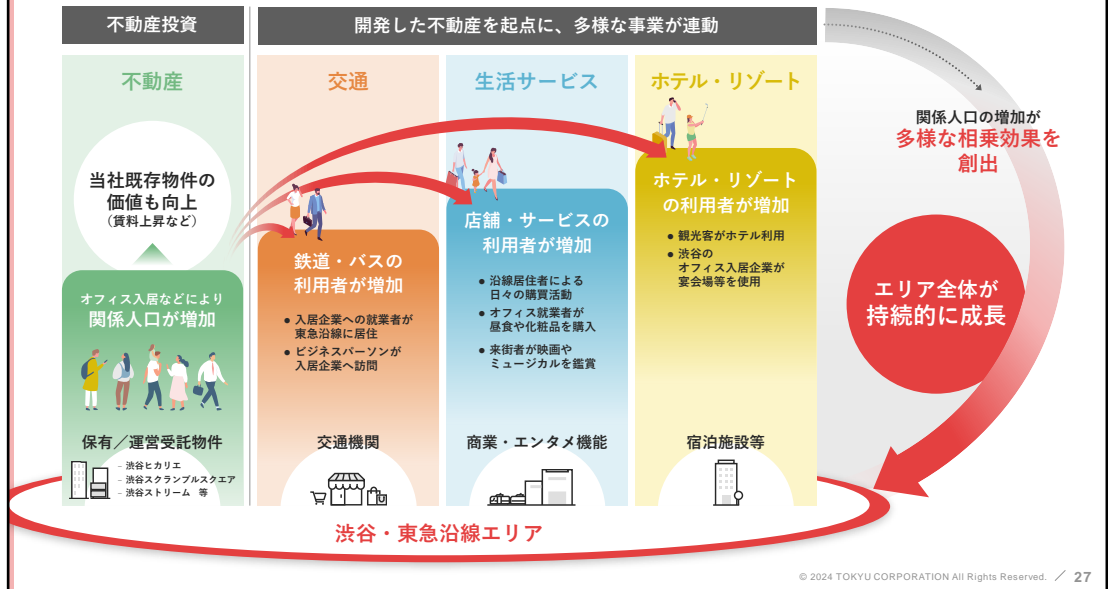 不動産投資
開発した不動産を起点に、多様な事業が連動
不動産
当社既存物件の
価値も向上
(賃料上昇など)
オフィス入居などにより
関係人口が増加
保有/運営受託物件
- 渋谷ヒカリエ
- 渋谷スクランブルスクエア
- 渋谷ストリーム 等
交通
鉄道・バスの
利用者が増加
● 入居企業への就業者が
東急沿線に居住
● ビジネスパーソンが
入居企業へ訪問
交通機関
生活サービス
店舗・サービスの
利用者が増加
● 沿線居住者による
日々の購買活動
● オフィス就業者が
昼食や化粧品を購入
● 来街者が映画や
ミュージカルを鑑賞
商業・エンタメ機能
ホテル・リゾート
ホテル・リゾート
の利用者が増加
● 観光客がホテル利用
● 渋谷の
オフィス入居企業が
宴会場等を使用
宿泊施設等
関係人口の増加が
多様な相乗効果を
創出
エリア全体が
持続的に成長
渋谷・東急沿線エリア
© 2024 TOKYU CORPORATION All Rights Reserved. / 27